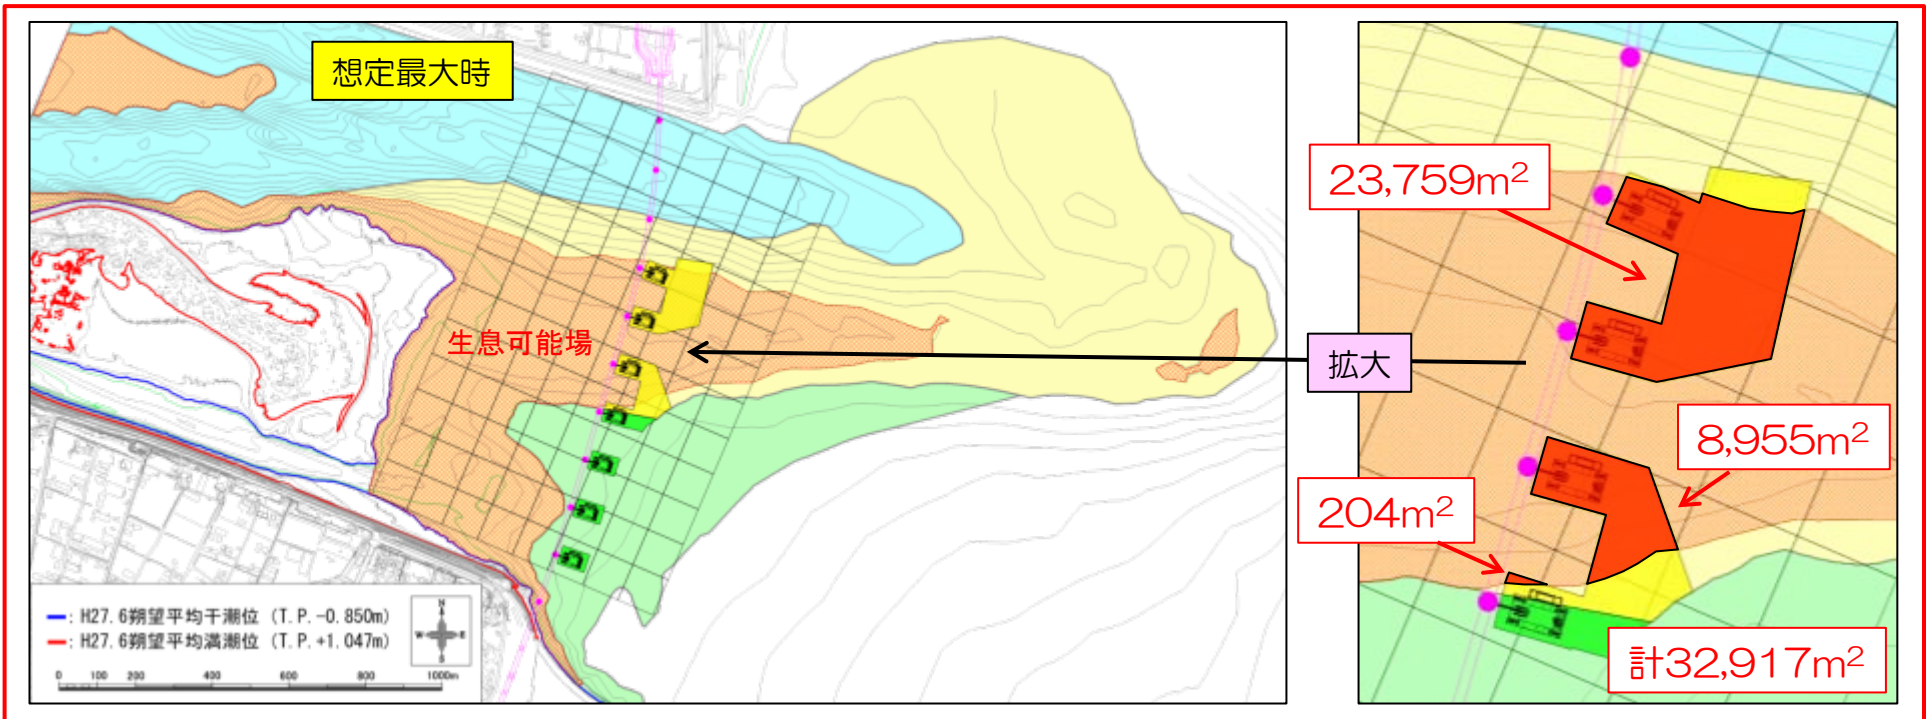 想定最大時
生息可能場
拡大
23,759m²
8,955m²
204m²
計32,917m²
: H27.6朔望平均干潮位 (T.P.-0.850m)
: H27.6朔望平均満潮位 (T.P.+1.047m)
N
W E
S
0 100 200 400 600 800 1000m